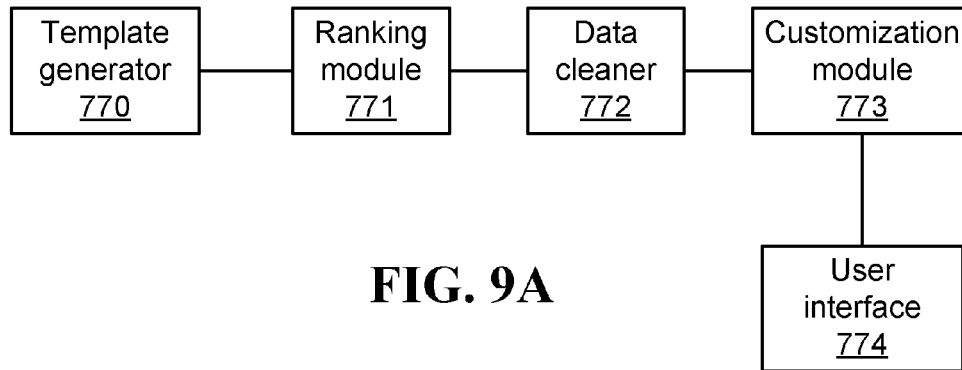 Template
generator
770
Ranking
module
771
Data
cleaner
772
Customization
module
773
FIG. 9A
User
interface
774